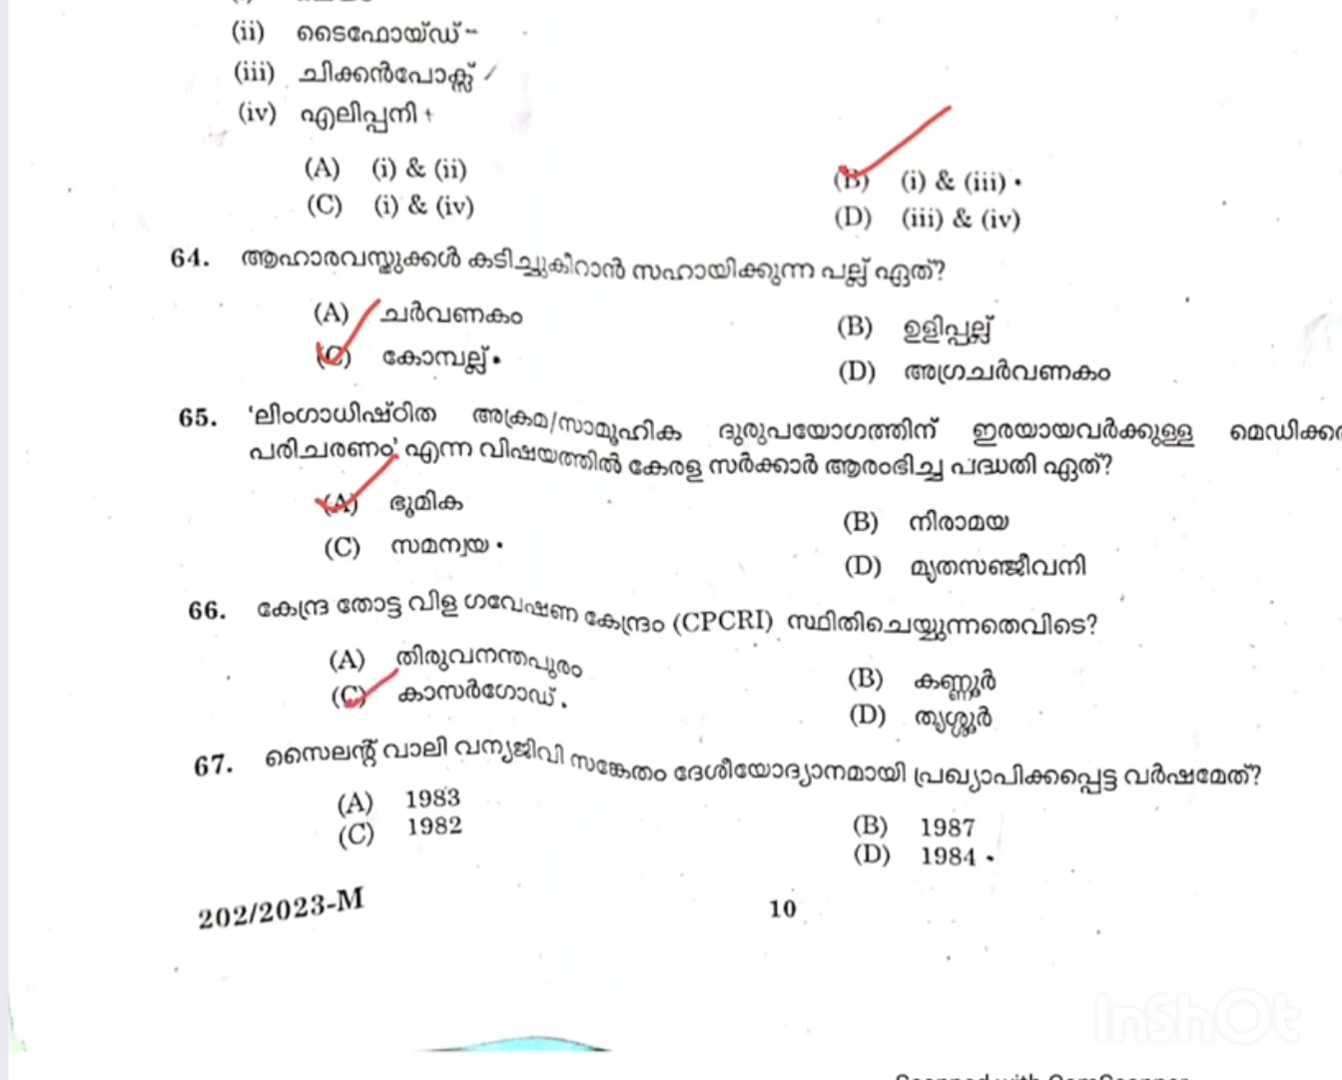 (ii) ടൈഫോയ്ഡ് -
(iii) ചിക്കൻപോക്സ്
(iv) എലിപ്പനി
(A) (i) & (ii)
(B) (i) & (iii)
(C) (i) & (iv)
(D) (iii) & (iv)
64. ആഹാരവസ്തുക്കൾ കടിച്ചുകീറാൻ സഹായിക്കുന്ന പല്ല് ഏത്?
(A) ചർവണകം
(B) ഉളിപ്പല്ല്
(C) കോമ്പല്ല്
(D) അഗ്രചർവണകം
65. 'ലിംഗാധിഷ്ഠിത അക്രമ/സാമൂഹിക ദുരുപയോഗത്തിന് ഇരയായവർക്കുള്ള
പരിചരണം' എന്ന വിഷയത്തിൽ കേരള സർക്കാർ ആരംഭിച്ച പദ്ധതി ഏത്?
(A) ഭൂമിക
(B) നിരാമയ
(C) സമന്വയ
(D) മൃതസഞ്ജീവനി
66. കേന്ദ്ര തോട്ട വിള ഗവേഷണ കേന്ദ്രം (CPCRI) സ്ഥിതിചെയ്യുന്നതെവിടെ?
(A) തിരുവനന്തപുരം
(B) കണ്ണൂർ
(C) കാസർഗോഡ്
(D) തൃശ്ശൂർ
67. സൈലന്റ് വാലി വന്യജീവി സങ്കേതം ദേശീയോദ്യാനമായി പ്രഖ്യാപിക്കപ്പെട്ട വർഷമേത്?
(A) 1983
(B) 1987
(C) 1982
(D) 1984
202/2023-M
10
InShOt